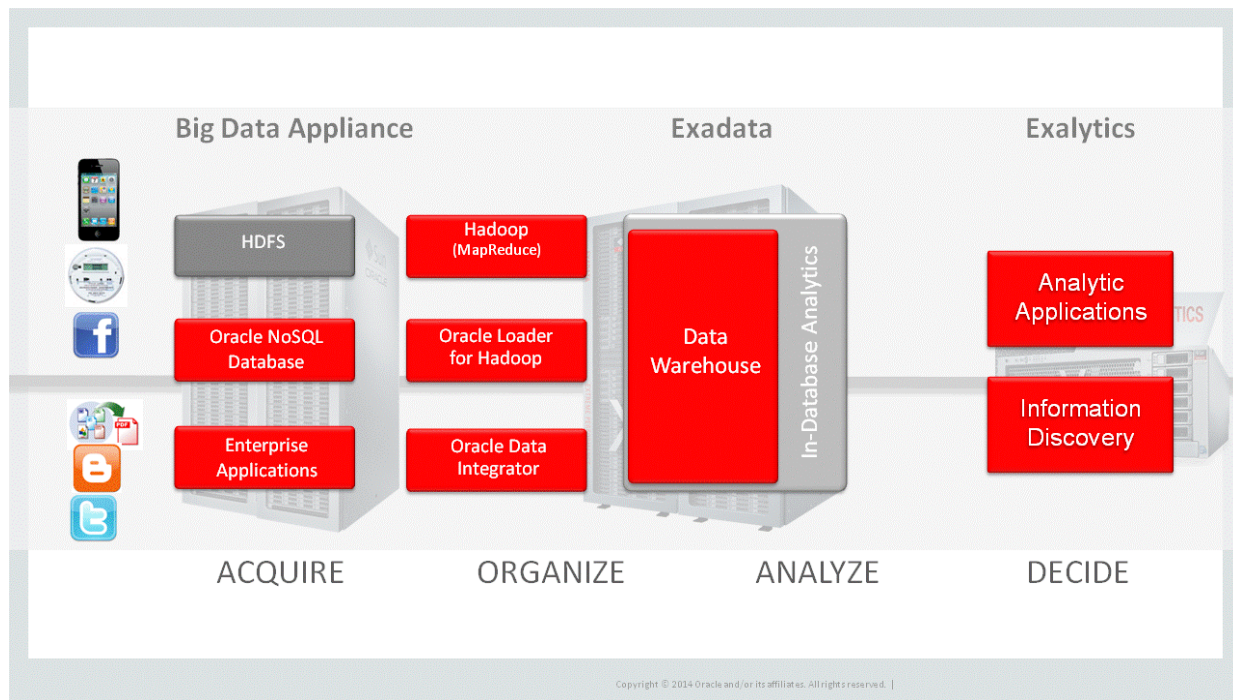 Big Data Appliance
Exadata
Exalytics
HDFS
Oracle NoSQL
Database
Enterprise
Applications
Hadoop
(MapReduce)
Oracle Loader
for Hadoop
Oracle Data
Integrator
Data
Warehouse
In-Database Analytics
Analytic
Applications
Information
Discovery
PDF
ACQUIRE
ORGANIZE
ANALYZE
DECIDE
Copyright © 2014 Oracle and/or its affiliates. All rights reserved. |